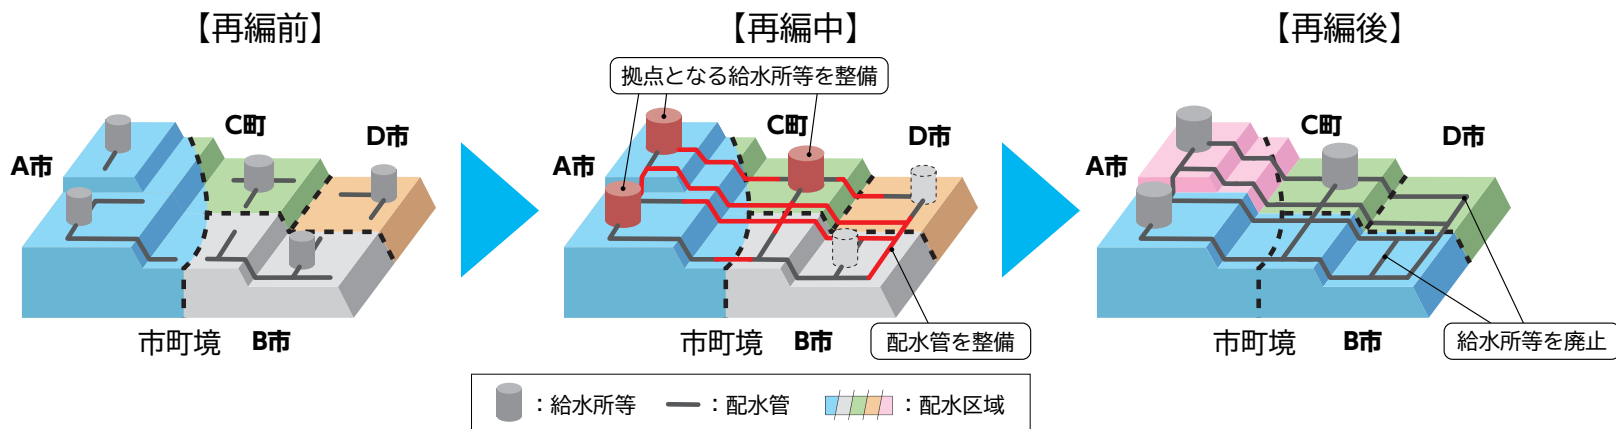 【再編前】
A市
C町
D市
市町境
B市
【再編中】
拠点となる給水所等を整備
A市
C町
D市
市町境
B市
配水管を整備
【再編後】
A市
C町
D市
市町境
B市
給水所等を廃止
:給水所等
:配水管
:配水区域